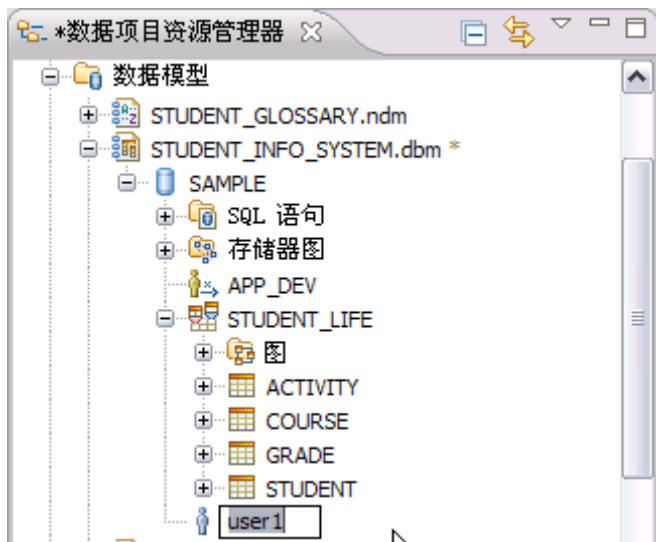 *数据项目资源管理器
数据模型
STUDENT_GLOSSARY.ndm
STUDENT_INFO_SYSTEM.dbm *
SAMPLE
SQL 语句
存储器图
APP_DEV
STUDENT_LIFE
图
ACTIVITY
COURSE
GRADE
STUDENT
user1